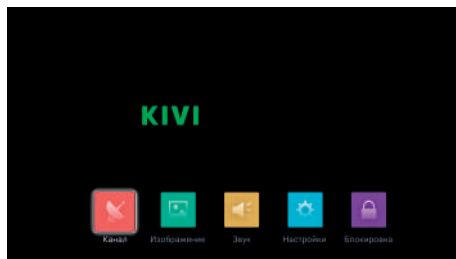 KIVI
Канал
Изображение
Звук
Настройки
Блокировка